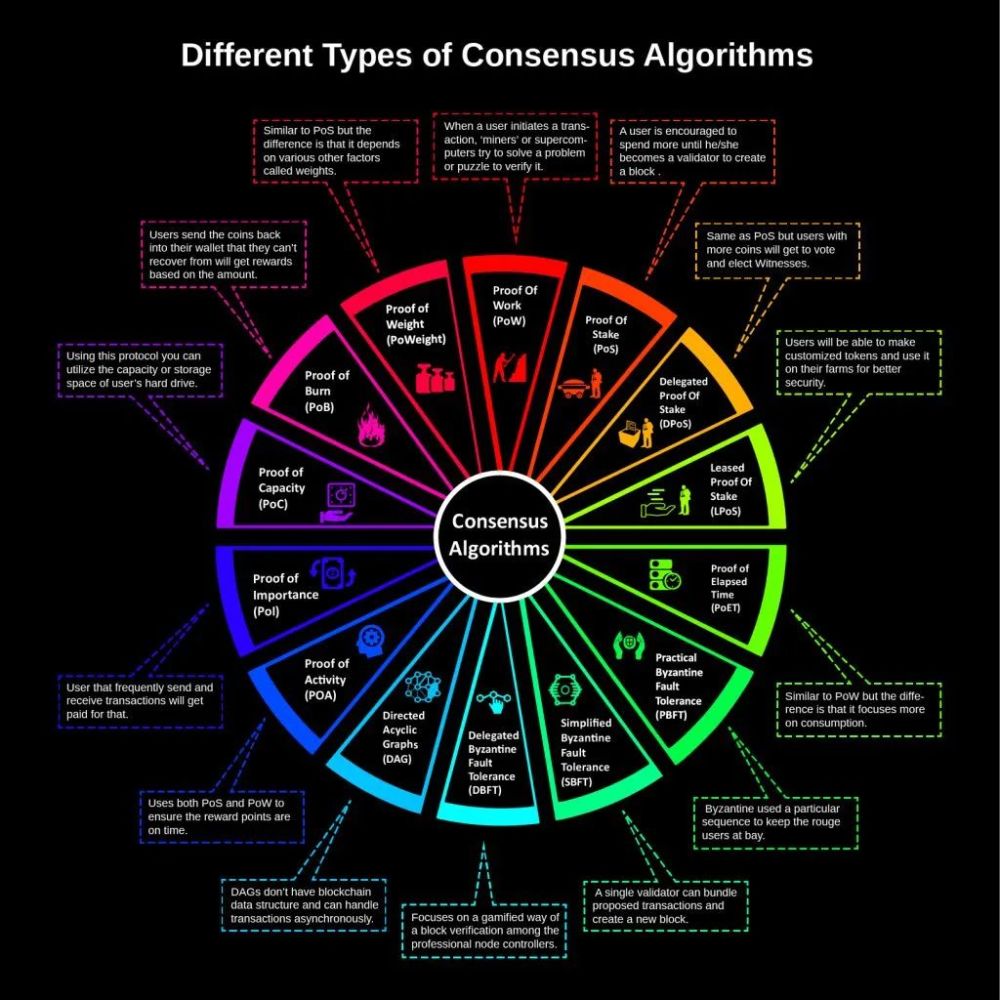 Different Types of Consensus Algorithms
Similar to PoS but the
difference is that it depends
on various other factors
called weights.
When a user initiates a trans-
action, ‘miners’ or supercom-
puters try to solve a problem
or puzzle to verify it.
A user is encouraged to
spend more until he/she
becomes a validator to create
a block .
Users send the coins back
into their wallet that they can’t
recover from will get rewards
based on the amount.
Same as PoS but users with
more coins will get to vote
and elect Witnesses.
Using this protocol you can
utilize the capacity or storage
space of user’s hard drive.
Users will be able to make
customized tokens and use it
on their farms for better
security.
Proof of
Weight
(PoWeight)
Proof Of
Work
(PoW)
Proof Of
Stake
(PoS)
Proof of
Burn
(PoB)
Delegated
Proof Of
Stake
(DPoS)
Proof of
Capacity
(PoC)
Leased
Proof Of
Stake
(LPoS)
Consensus
Algorithms
Proof of
Importance
(PoI)
Proof of
Elapsed
Time
(PoET)
Proof of
Activity
(POA)
Practical
Byzantine
Fault
Tolerance
(PBFT)
Directed
Acyclic
Graphs
(DAG)
Delegated
Byzantine
Fault
Tolerance
(DBFT)
Simplified
Byzantine
Fault
Tolerance
(SBFT)
User that frequently send and
receive transactions will get
paid for that.
Similar to PoW but the diffe-
rence is that it focuses more
on consumption.
Uses both PoS and PoW to
ensure the reward points are
on time.
Byzantine used a particular
sequence to keep the rouge
users at bay.
DAGs don’t have blockchain
data structure and can handle
transactions asynchronously.
Focuses on a gamified way of
a block verification among the
professional node controllers.
A single validator can bundle
proposed transactions and
create a new block.